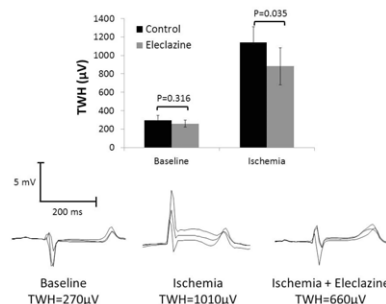 1400
1200
1000
800
600
400
200
0
TWH (µV)
Control
Eleclazine
P=0.316
P=0.035
Baseline
Ischemia
5 mV
200 ms
Baseline
TWH=270µV
Ischemia
TWH=1010µV
Ischemia + Eleclazine
TWH=660µV